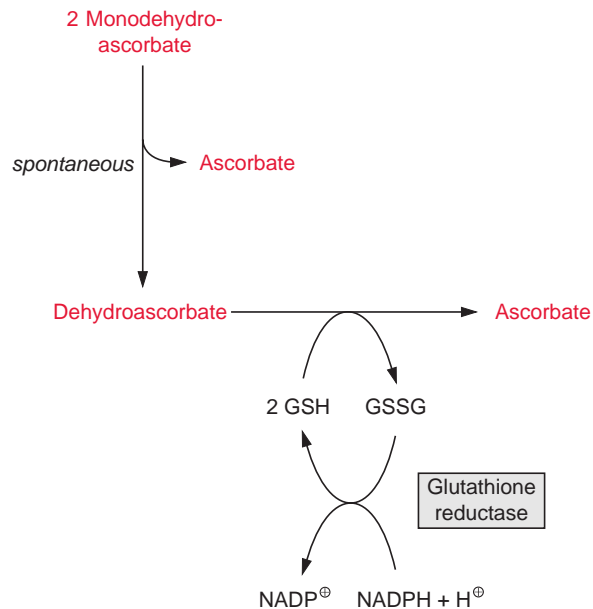 2 Monodehydro-
ascorbate
spontaneous
Ascorbate
Dehydroascorbate
Ascorbate
2 GSH
GSSG
Glutathione
reductase
NADP⊕
NADPH + H⊕